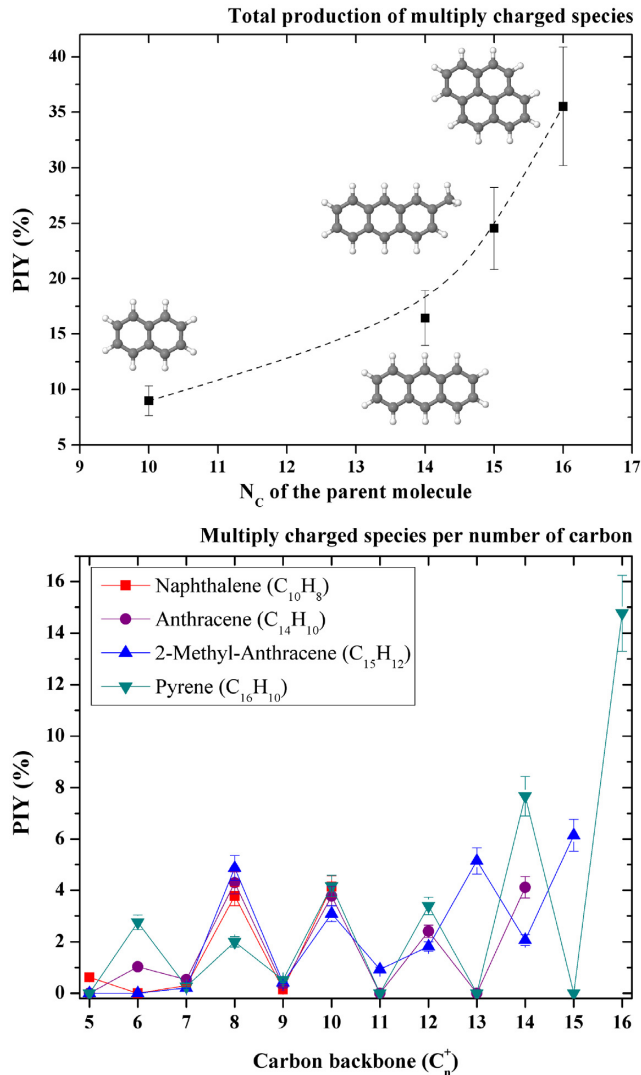 Total production of multiply charged species
PIY (%)
40
35
30
25
20
15
10
5
9 10 11 12 13 14 15 16 17
N_C of the parent molecule
Multiply charged species per number of carbon
PIY (%)
16
14
12
10
8
6
4
2
0
Naphthalene (C₁₀H₈)
Anthracene (C₁₄H₁₀)
2-Methyl-Anthracene (C₁₅H₁₂)
Pyrene (C₁₆H₁₀)
5 6 7 8 9 10 11 12 13 14 15 16
Carbon backbone (Cₙ⁺)